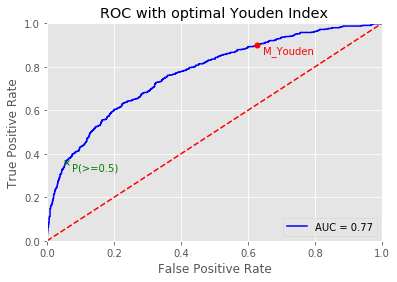 ROC with optimal Youden Index
True Positive Rate
1.0
0.8
0.6
0.4
0.2
0.0
M_Youden
P(>=0.5)
AUC = 0.77
0.0 0.2 0.4 0.6 0.8 1.0
False Positive Rate